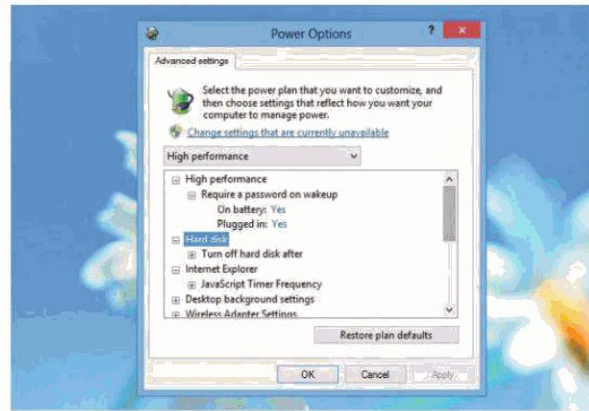 Power Options
?
Advanced settings
Select the power plan that you want to customize, and
then choose settings that reflect how you want your
computer to manage power.
Change settings that are currently unavailable
High performance
High performance
Require a password on wakeup
On battery: Yes
Plugged in: Yes
Hard disk
Turn off hard disk after
Internet Explorer
JavaScript Timer Frequency
Desktop background settings
Wireless Adapter Settings
Restore plan defaults
OK Cancel Apply